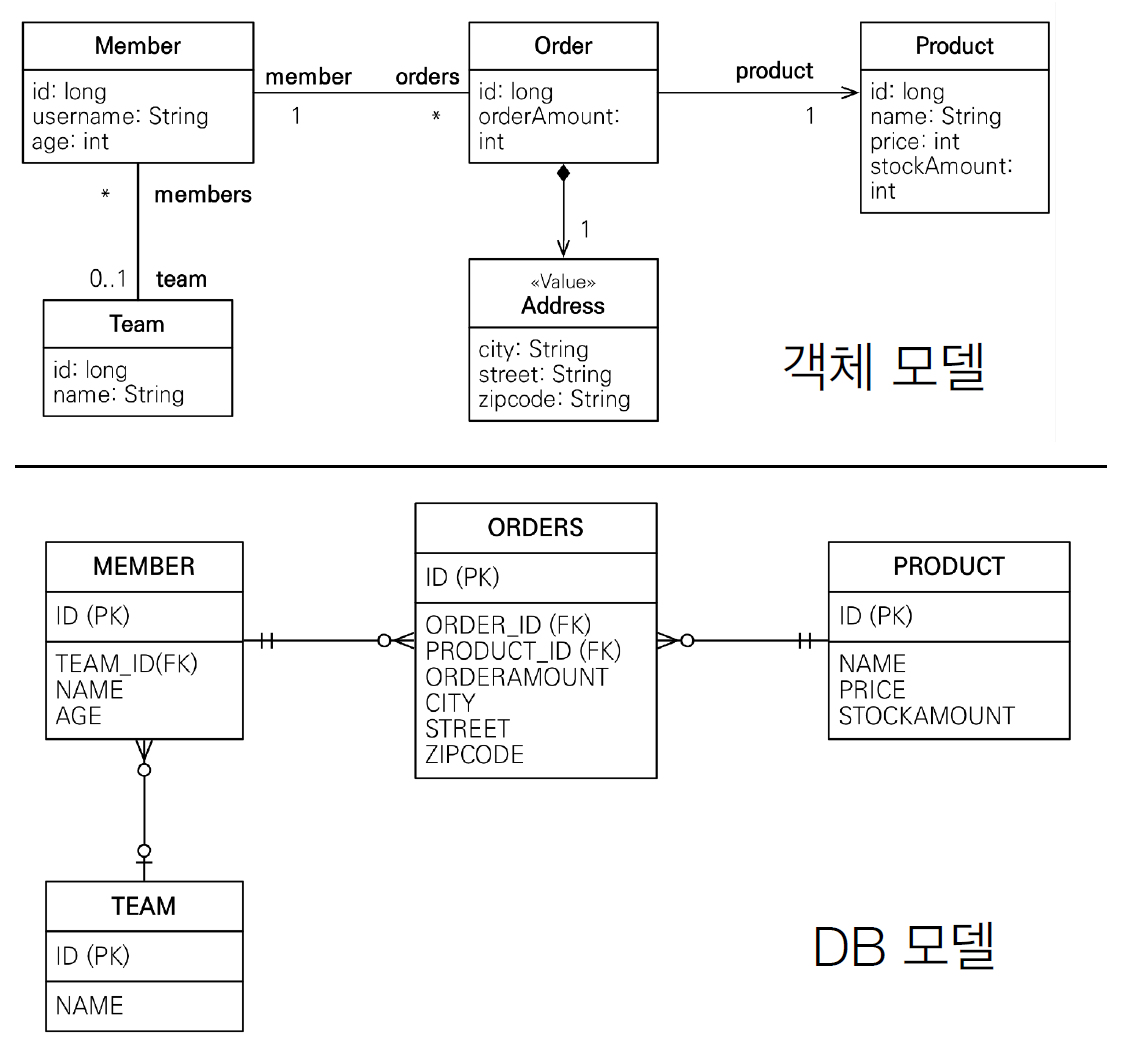 Member
id: long
username: String
age: int
member
1
orders
*
Order
id: long
orderAmount:
int
product
1
Product
id: long
name: String
price: int
stockAmount:
int
*
members
0..1
team
Team
id: long
name: String
1
«Value»
Address
city: String
street: String
zipcode: String
객체 모델
MEMBER
ID (PK)
TEAM_ID(FK)
NAME
AGE
ORDERS
ID (PK)
ORDER_ID (FK)
PRODUCT_ID (FK)
ORDERAMOUNT
CITY
STREET
ZIPCODE
PRODUCT
ID (PK)
NAME
PRICE
STOCKAMOUNT
TEAM
ID (PK)
NAME
DB 모델